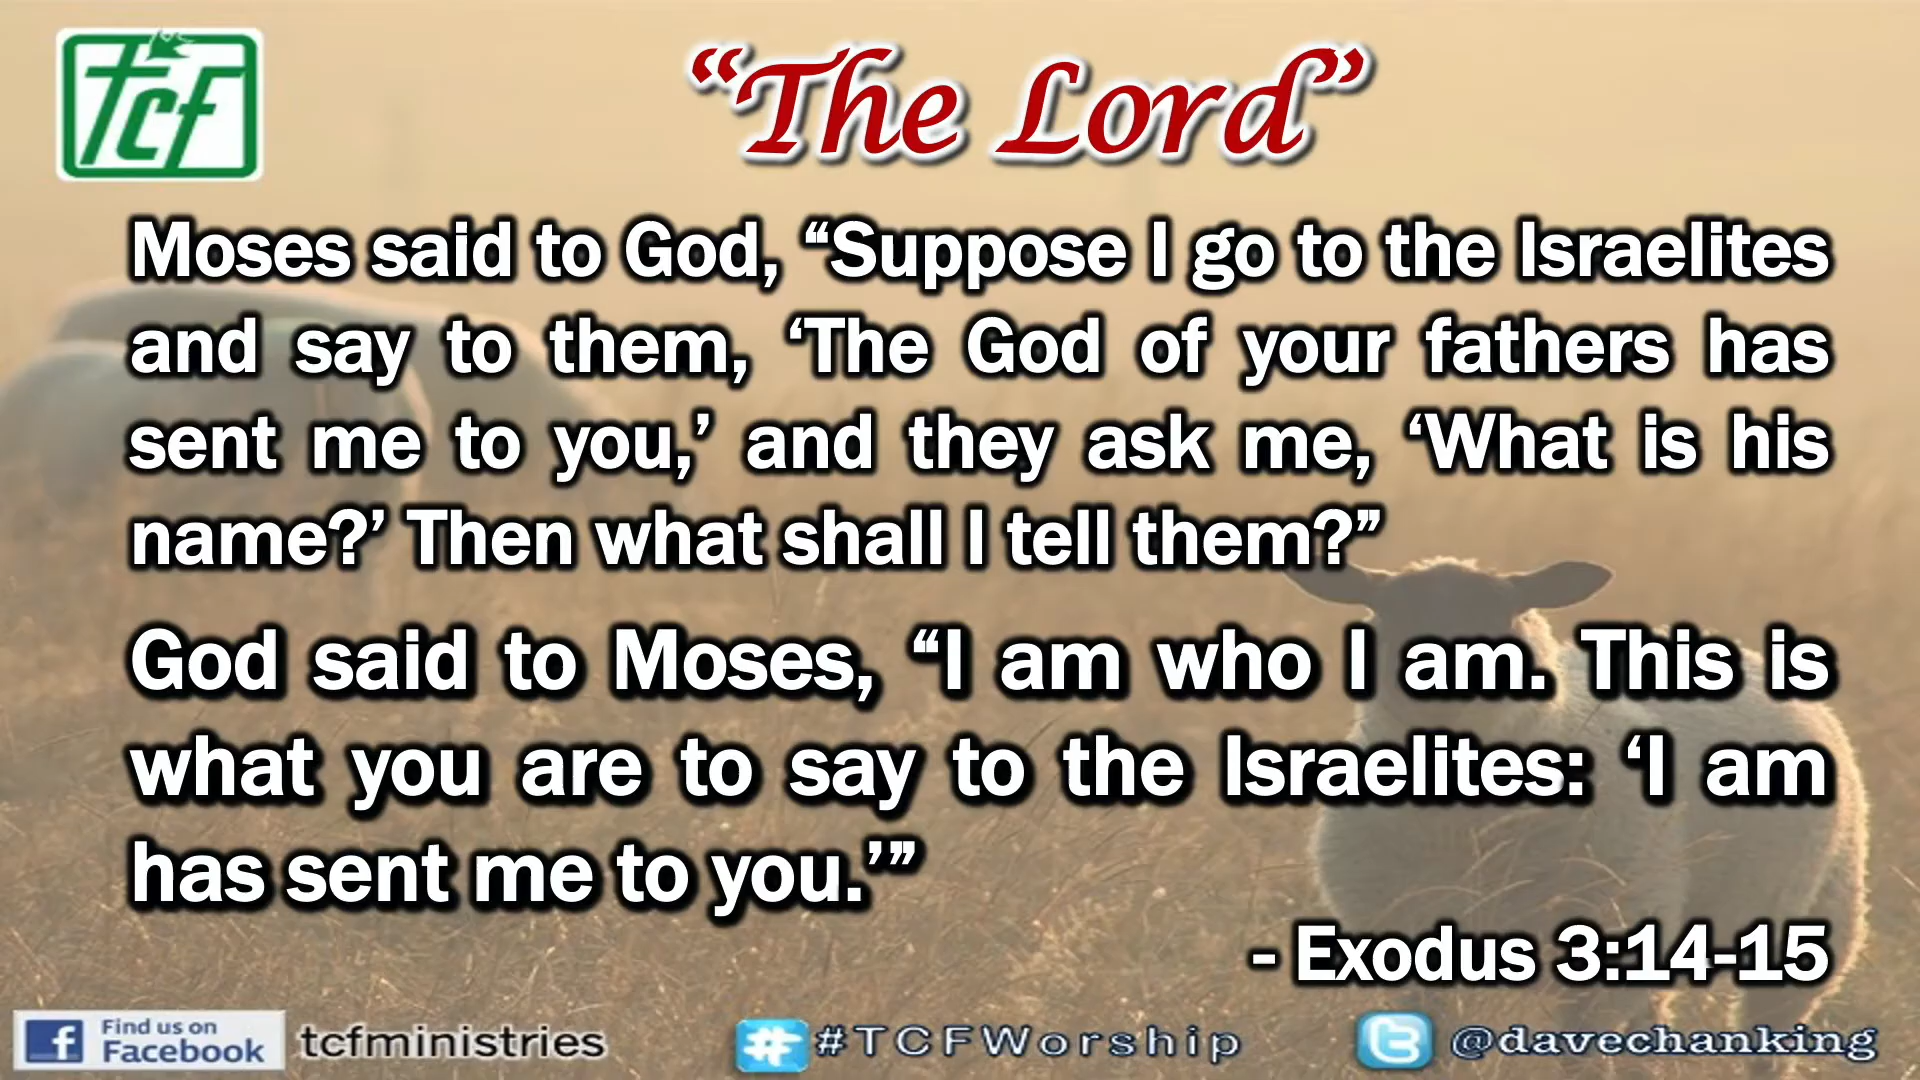 tcf
“The Lord”
Moses said to God, “Suppose I go to the Israelites
and say to them, ‘The God of your fathers has
sent me to you,’ and they ask me, ‘What is his
name?’ Then what shall I tell them?”
God said to Moses, “I am who I am. This is
what you are to say to the Israelites: ‘I am
has sent me to you.’”
- Exodus 3:14-15
Find us on
Facebook
tcfministries
#TCFWorship
@davechanking